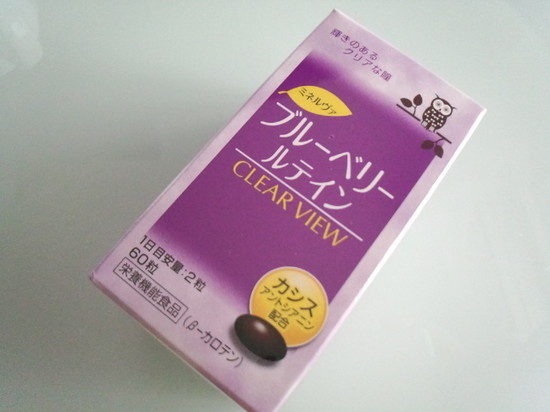 輝きのある
クリアな瞳
ミネルヴァ
ブルーベリー
ルテイン
CLEAR VIEW
1日目安量:2粒
60粒
栄養機能食品(β-カロテン)
カシス
アントシアニン
配合